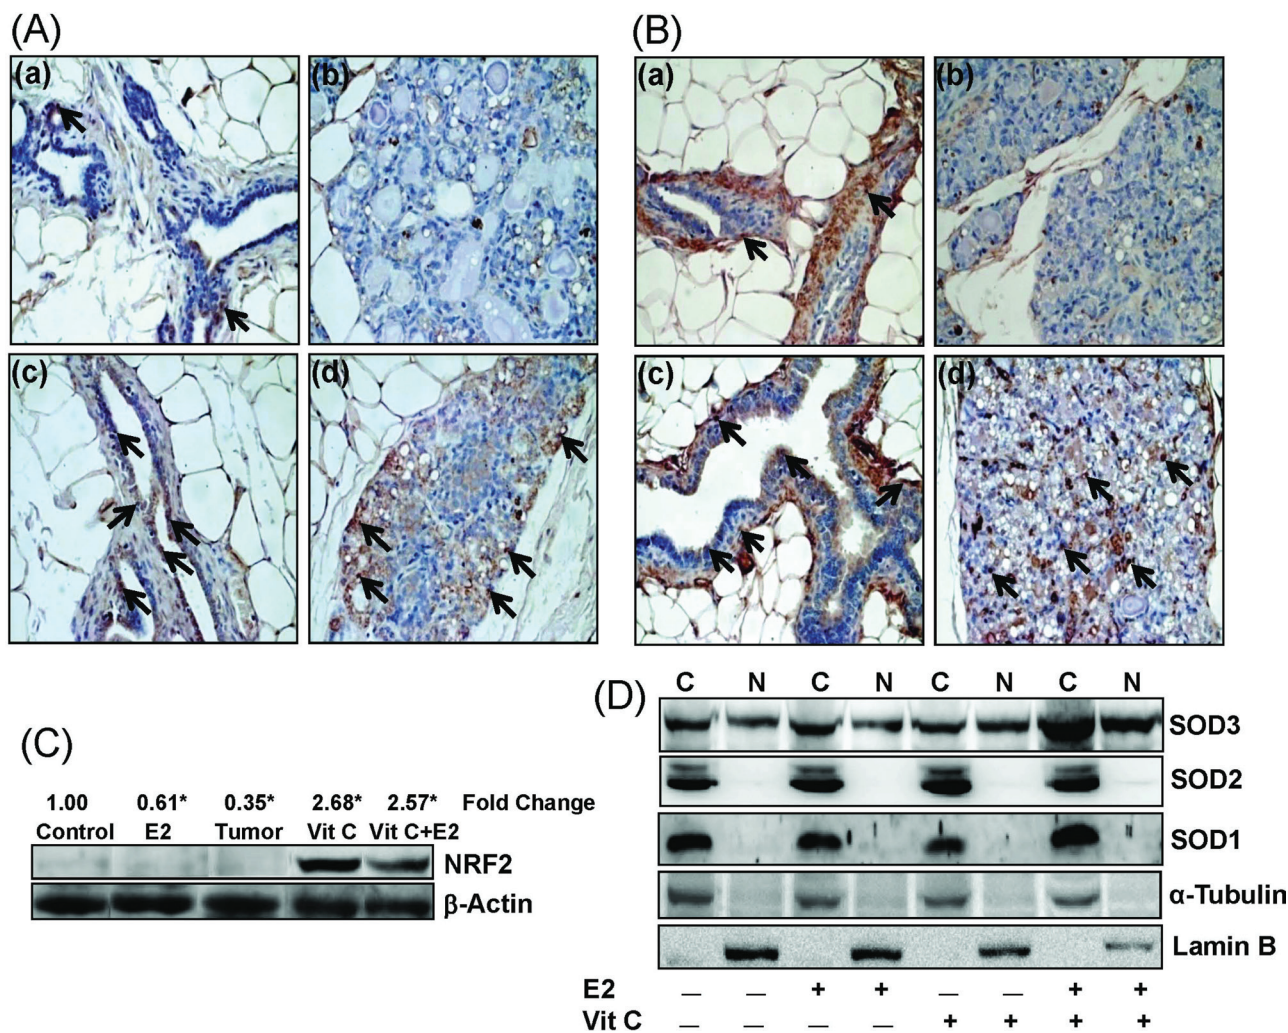 (A)
(a)
(b)
(c)
(d)
(B)
(a)
(b)
(c)
(d)
(C)
1.00 0.61* 0.35* 2.68* 2.57* Fold Change
Control E2 Tumor Vit C Vit C+E2
NRF2
β-Actin
(D)
C N C N C N C N
SOD3
SOD2
SOD1
α-Tubulin
Lamin B
E2 — — + + — — + +
Vit C — — — — + + + +